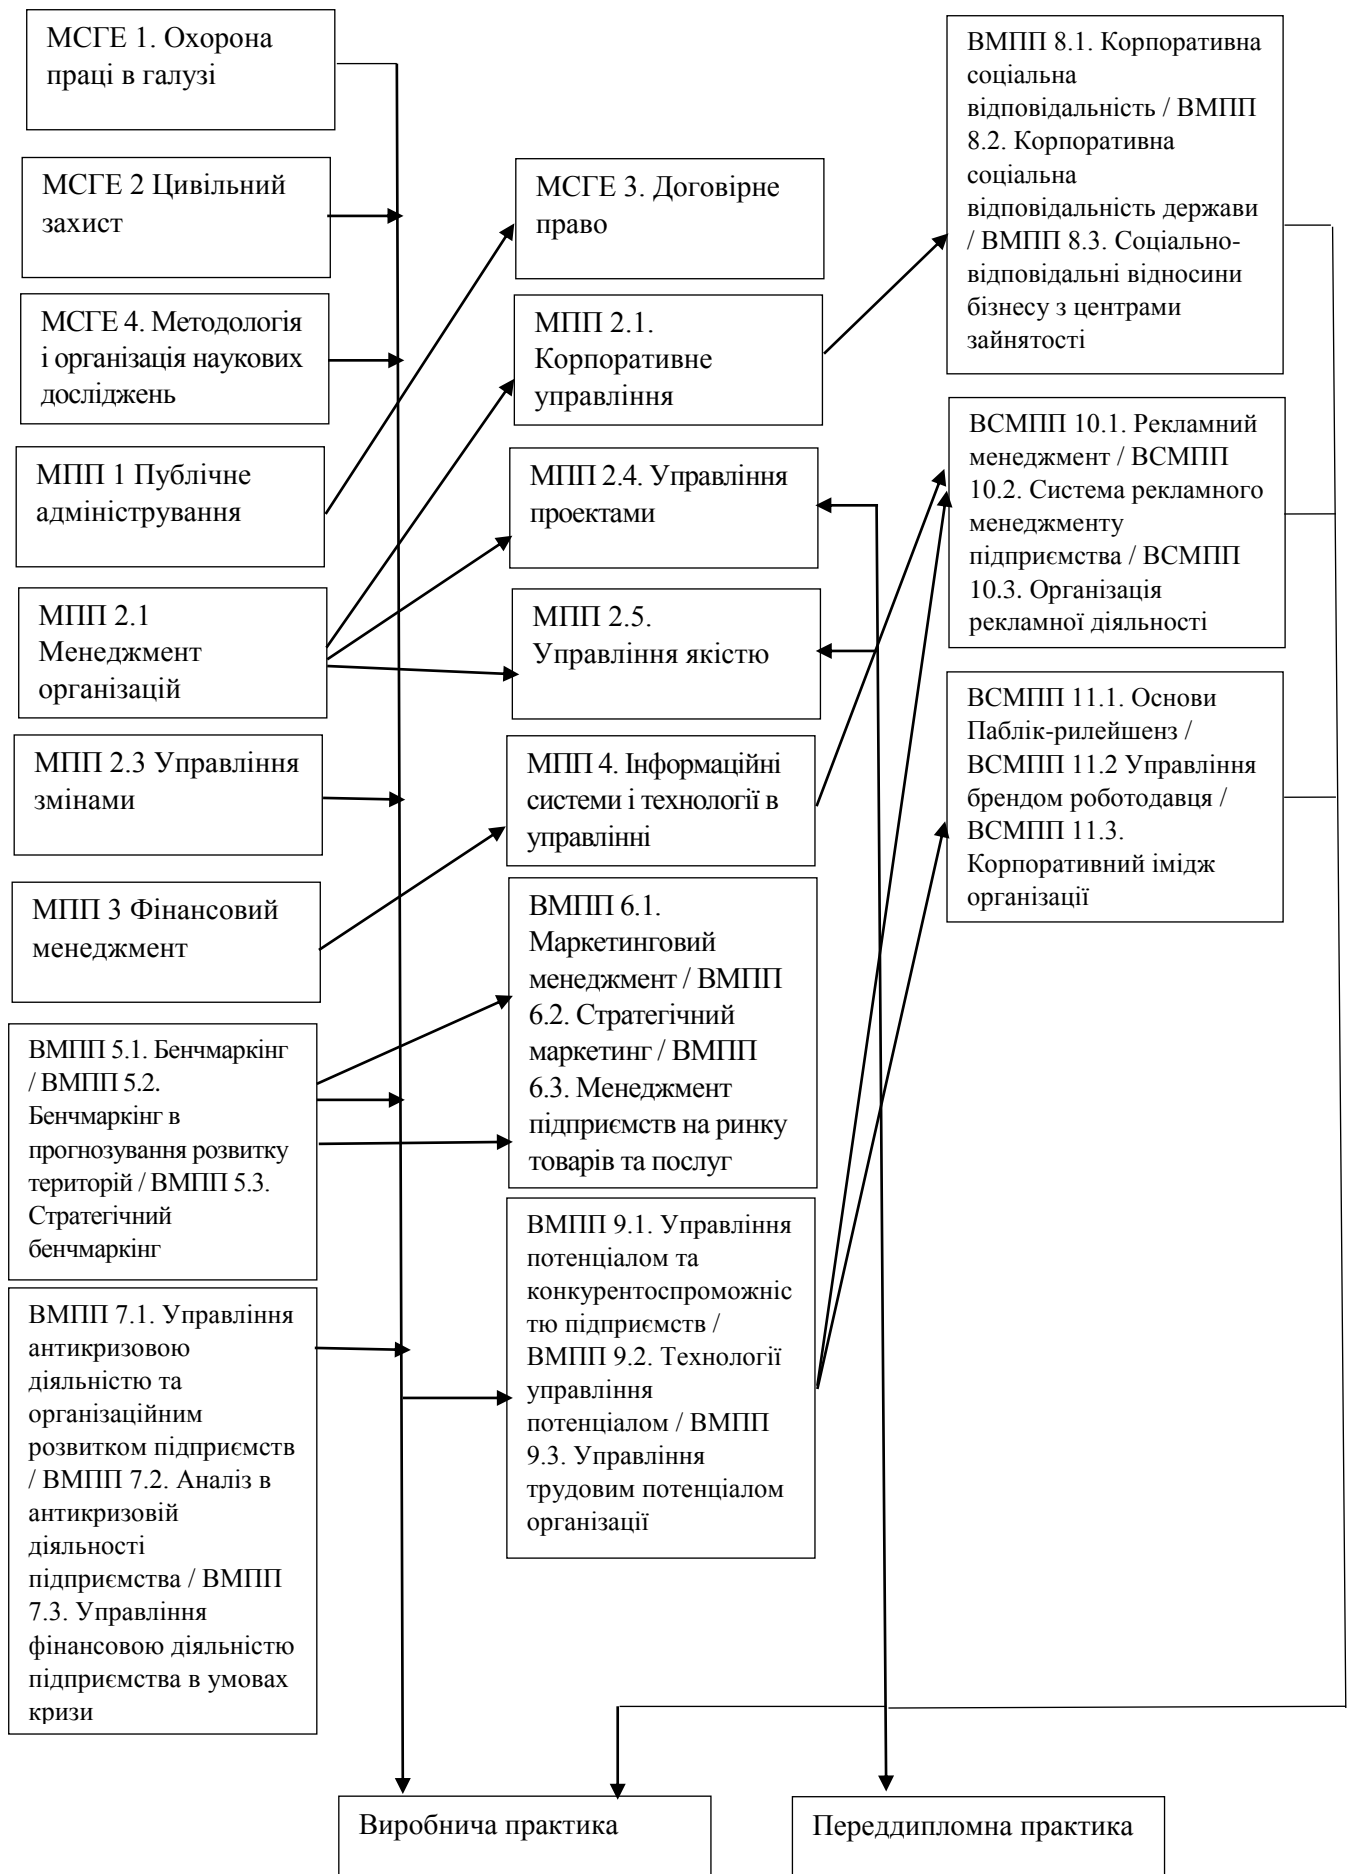 МСГЕ 1. Охорона
праці в галузі
МСГЕ 2 Цивільний
захист
МСГЕ 4. Методологія
і організація наукових
досліджень
МПП 1 Публічне
адміністрування
МПП 2.1
Менеджмент
організацій
МПП 2.3 Управління
змінами
МПП 3 Фінансовий
менеджмент
ВМПП 5.1. Бенчмаркінг
/ ВМПП 5.2.
Бенчмаркінг в
прогнозування розвитку
територій / ВМПП 5.3.
Стратегічний
бенчмаркінг
ВМПП 7.1. Управління
антикризовою
діяльністю та
організаційним
розвитком підприємств
/ ВМПП 7.2. Аналіз в
антикризовій
діяльності
підприємства / ВМПП
7.3. Управління
фінансовою діяльністю
підприємства в умовах
кризи
МСГЕ 3. Договірне
право
МПП 2.1.
Корпоративне
управління
МПП 2.4. Управління
проектами
МПП 2.5.
Управління якістю
МПП 4. Інформаційні
системи і технології в
управлінні
ВМПП 6.1.
Маркетинговий
менеджмент / ВМПП
6.2. Стратегічний
маркетинг / ВМПП
6.3. Менеджмент
підприємств на ринку
товарів та послуг
ВМПП 9.1. Управління
потенціалом та
конкурентоспроможніс
тю підприємств /
ВМПП 9.2. Технології
управління
потенціалом / ВМПП
9.3. Управління
трудовим потенціалом
організації
ВМПП 8.1. Корпоративна
соціальна
відповідальність / ВМПП
8.2. Корпоративна
соціальна
відповідальність держави
/ ВМПП 8.3. Соціально-
відповідальні відносини
бізнесу з центрами
зайнятості
ВСМПП 10.1. Рекламний
менеджмент / ВСМПП
10.2. Система рекламного
менеджменту
підприємства / ВСМПП
10.3. Організація
рекламної діяльності
ВСМПП 11.1. Основи
Паблік-рилейшенз /
ВСМПП 11.2 Управління
брендом роботодавця /
ВСМПП 11.3.
Корпоративний імідж
організації
Виробнича практика
Переддипломна практика